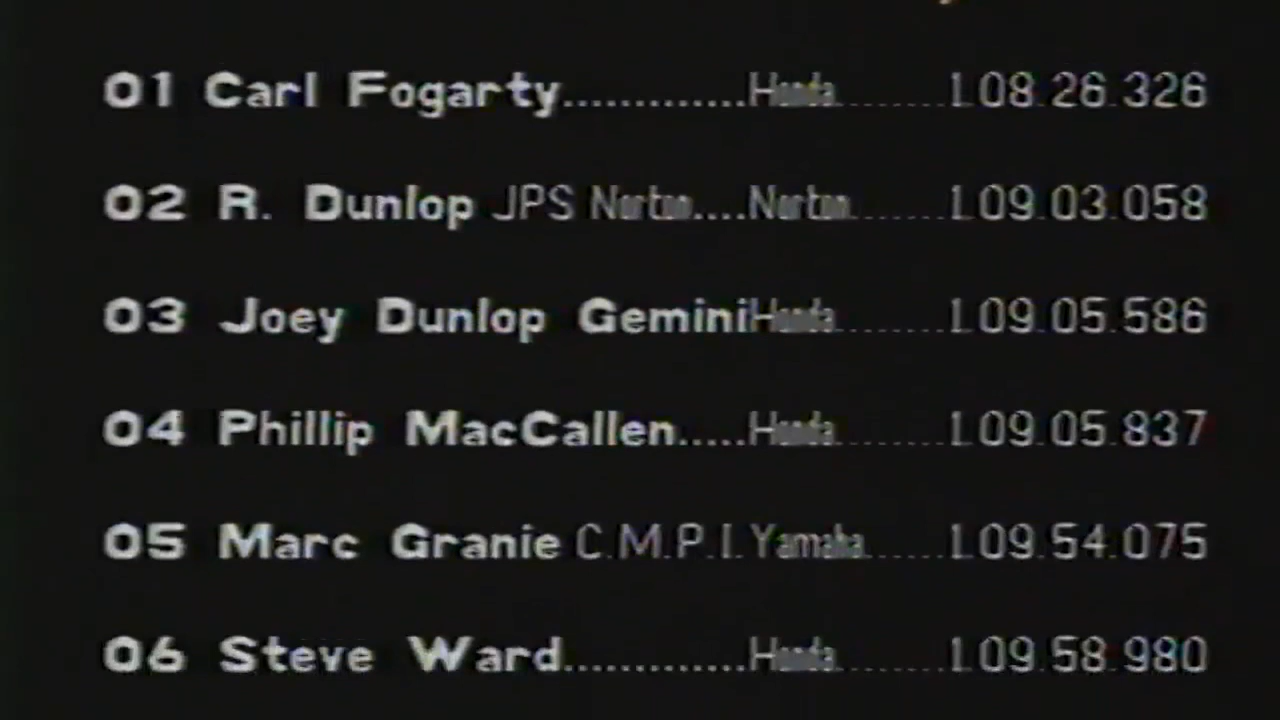 01 Carl Fogarty.............Honda........1.08.26.326
02 R. Dunlop JPS Norton....Norton.......1.09.03.058
03 Joey Dunlop GeminiHonda........1.09.05.586
04 Phillip MacCallen.....Honda........1.09.05.837
05 Marc Granie C.M.P.I.Yamaha......1.09.54.075
06 Steve Ward.............Honda........1.09.58.980